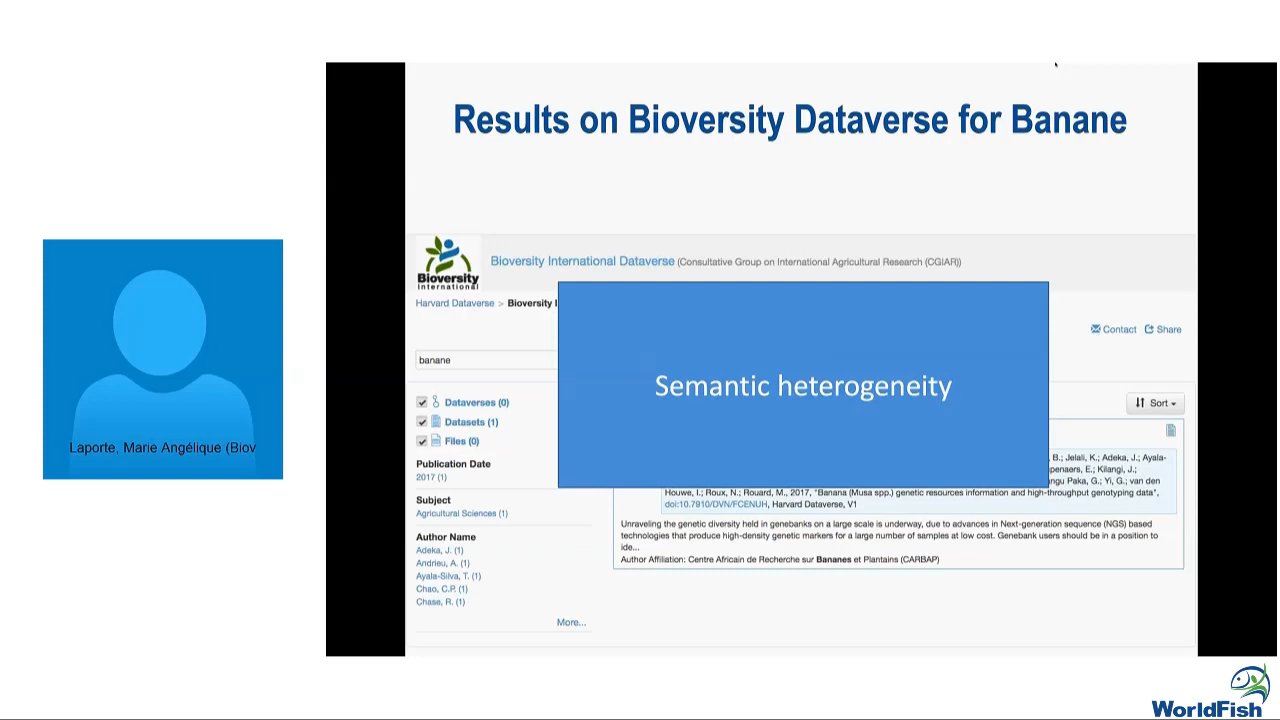 Results on Bioversity Dataverse for Banane
Bioversity
International
Bioversity International Dataverse (Consultative Group on International Agricultural Research (CGIAR))
Harvard Dataverse > Bioversity I
Contact Share
banane
Semantic heterogeneity
Dataverses (0)
Datasets (1)
Files (0)
Sort
Publication Date
2017 (1)
Subject
Agricultural Sciences (1)
Author Name
Adeka, J. (1)
Andrieu, A. (1)
Ayala-Silva, T. (1)
Chao, C.P. (1)
Chase, R. (1)
More...
B.; Jelali, K.; Adeka, J.; Ayala-
penaers, E.; Kilangi, J.;
ngu Paka, G.; Yi, G.; van den
Houwe, I.; Roux, N.; Rouard, M., 2017, "Banana (Musa spp.) genetic resources information and high-throughput genotyping data",
doi:10.7910/DVN/FCENUH, Harvard Dataverse, V1
Unraveling the genetic diversity held in genebanks on a large scale is underway, due to advances in Next-generation sequence (NGS) based
technologies that produce high-density genetic markers for a large number of samples at low cost. Genebank users should be in a position to
ide...
Author Affiliation: Centre Africain de Recherche sur Bananes et Plantains (CARBAP)
Laporte, Marie Angélique (Biov
WorldFish